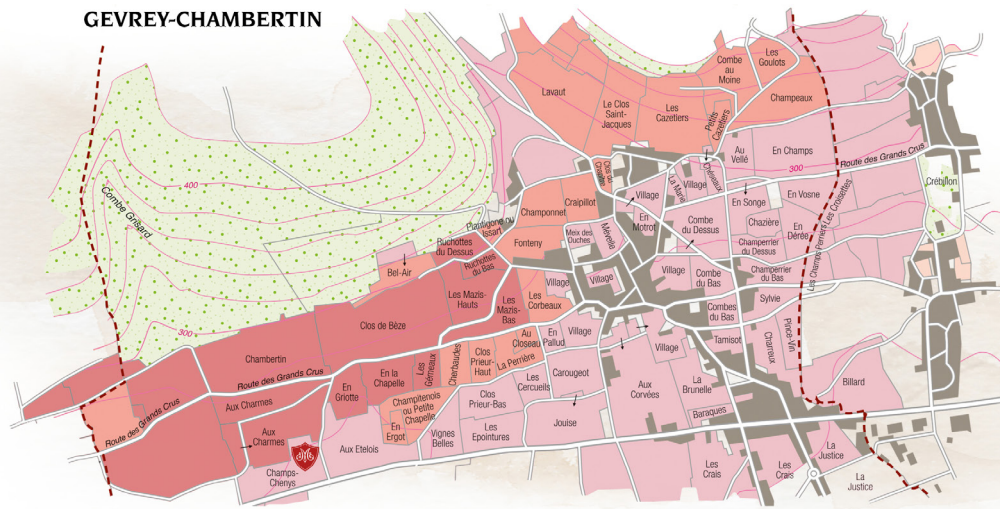 GEVREY-CHAMBERTIN
Combe Grisard
400
300
Lavaut
Le Clos
Saint-
Jacques
Les
Cazetiers
Combe
au
Moine
Les
Goulots
Petits
Cazetiers
Champeaux
Au
Vellé
En Champs
300
Route des Grands Crus
Crébillon
Clos du
Chapitre
Village
La Marie
Village
Chéseaux
En Songe
En Vosne
Les Croisettes
Les Champs Perriers
Champonnet
Craipillot
En
Motrot
Combe
du Dessus
Chazière
En
Dérée
Plantigone ou
Issart
Ruchottes
du Dessus
Fonteny
Meix des
Ouches
Mévelle
Champerrier
du Dessus
Bel-Air
Ruchottes
du Bas
Village
Village
Village
Combe
du Bas
Champerrier
du Bas
Les Mazis-
Hauts
Les
Mazis-
Bas
Les
Corbeaux
Combes
du Bas
Sylvie
Clos de Bèze
Au
Closeau
En
Pallud
Village
Village
Tamisot
Charreux
Pince-Vin
Chambertin
Route des Grands Crus
En
Griotte
En la
Chapelle
Les
Gémeaux
Cherbaudes
Clos
Prieur-
Haut
La Perrière
Les
Cercueils
Carougeot
Aux
Corvées
La
Brunelle
Billard
Route des Grands Crus
Aux Charmes
Champitenois
ou Petite
Chapelle
Clos
Prieur-Bas
Baraques
Aux
Charmes
En
Ergot
Vignes
Belles
Les
Epointures
Jouise
Champs-
Chenys
Aux Etelois
Les
Crais
Les
Crais
La
Justice
La
Justice